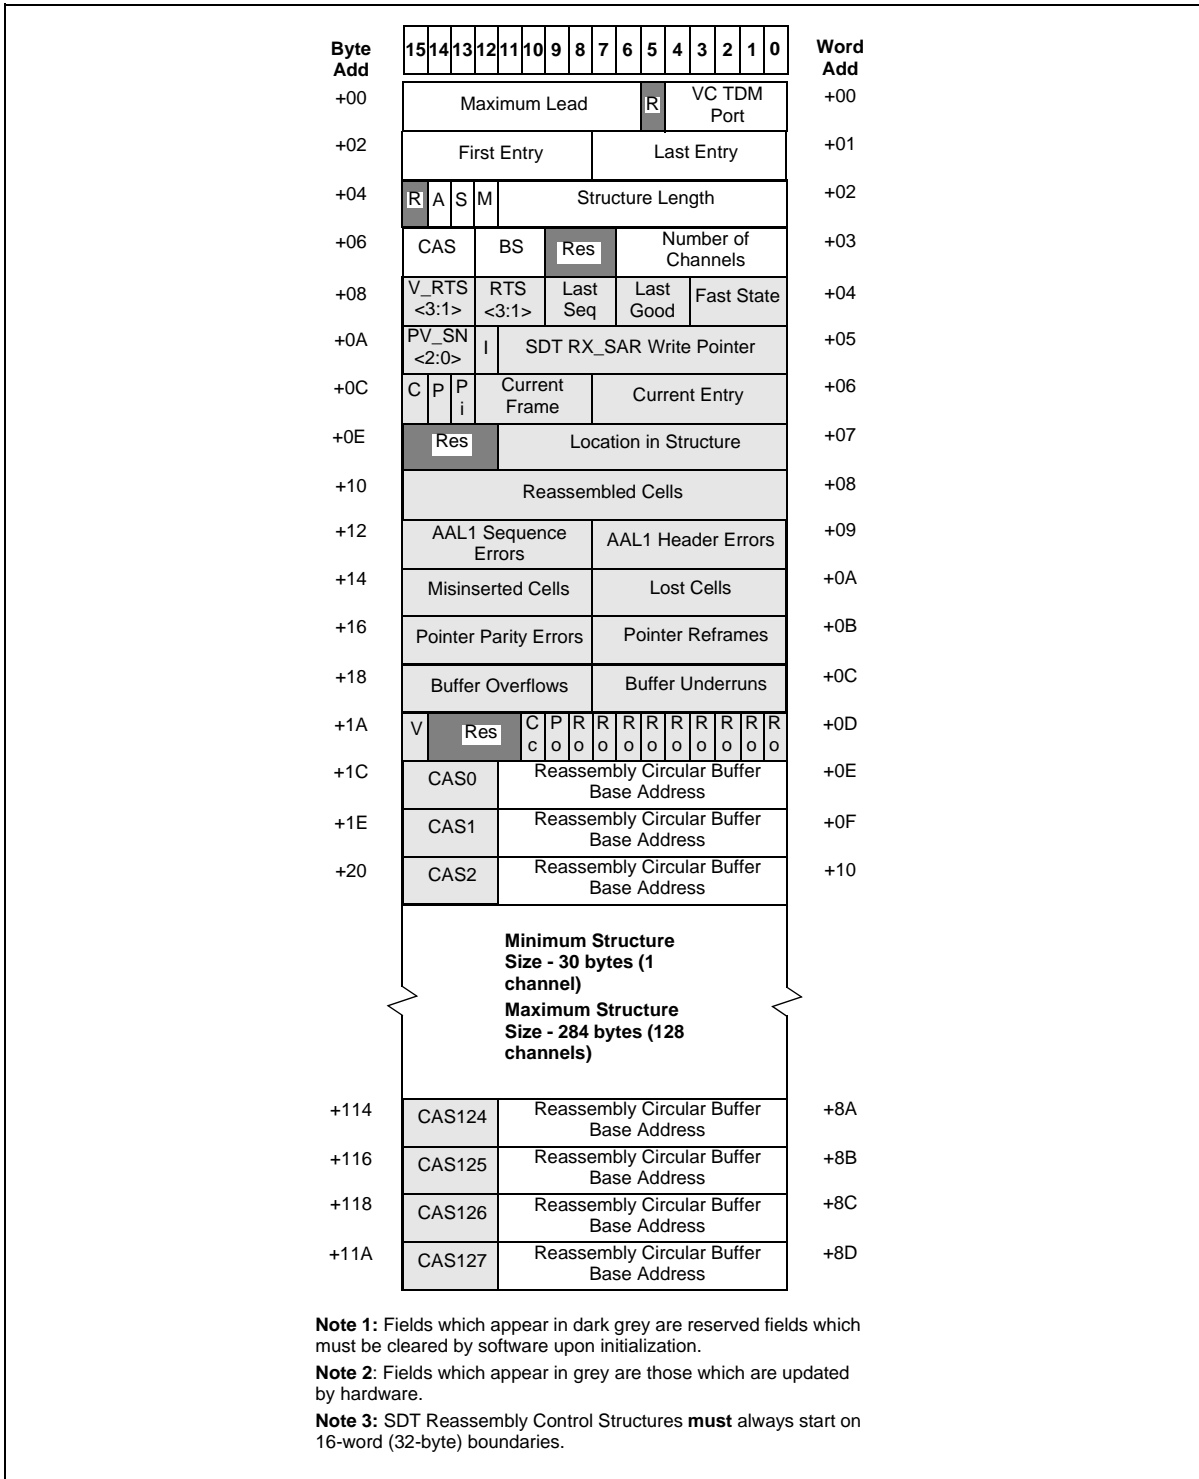 Byte Add 15 14 13 12 11 10 9 8 7 6 5 4 3 2 1 0 Word Add
+00 Maximum Lead R VC TDM Port +00
+02 First Entry Last Entry +01
+04 R A S M Structure Length +02
+06 CAS BS Res Number of Channels +03
+08 V_RTS <3:1> RTS <3:1> Last Seq Last Good Fast State +04
+0A PV_SN <2:0> I SDT RX_SAR Write Pointer +05
+0C C P Pi Current Frame Current Entry +06
+0E Res Location in Structure +07
+10 Reassembled Cells +08
+12 AAL1 Sequence Errors AAL1 Header Errors +09
+14 Misinserted Cells Lost Cells +0A
+16 Pointer Parity Errors Pointer Reframes +0B
+18 Buffer Overflows Buffer Underruns +0C
+1A V Res Cc Po Ro Ro Ro Ro Ro Ro Ro Ro Ro +0D
+1C CAS0 Reassembly Circular Buffer Base Address +0E
+1E CAS1 Reassembly Circular Buffer Base Address +0F
+20 CAS2 Reassembly Circular Buffer Base Address +10
Minimum Structure
Size - 30 bytes (1
channel)
Maximum Structure
Size - 284 bytes (128
channels)
+114 CAS124 Reassembly Circular Buffer Base Address +8A
+116 CAS125 Reassembly Circular Buffer Base Address +8B
+118 CAS126 Reassembly Circular Buffer Base Address +8C
+11A CAS127 Reassembly Circular Buffer Base Address +8D
Note 1: Fields which appear in dark grey are reserved fields which
must be cleared by software upon initialization.
Note 2: Fields which appear in grey are those which are updated
by hardware.
Note 3: SDT Reassembly Control Structures must always start on
16-word (32-byte) boundaries.